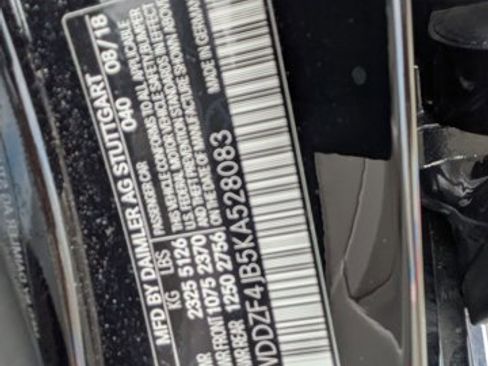 MFD BY DAIMLER AG STUTTGART 08/18
040
KG LBS
2325 5126
WR FRONT 1075 2370
WR REAR 1250 2756
PASSENGER CAR
THIS VEHICLE CONFORMS TO ALL APPLICABLE
U.S. FEDERAL MOTOR VEHICLE SAFETY BUMPER
AND THEFT PREVENTION STANDARDS IN EFFECT
ON THE DATE OF MANUFACTURE SHOWN ABOVE
MADE IN GERMANY
WDDZF4JB5KA528083